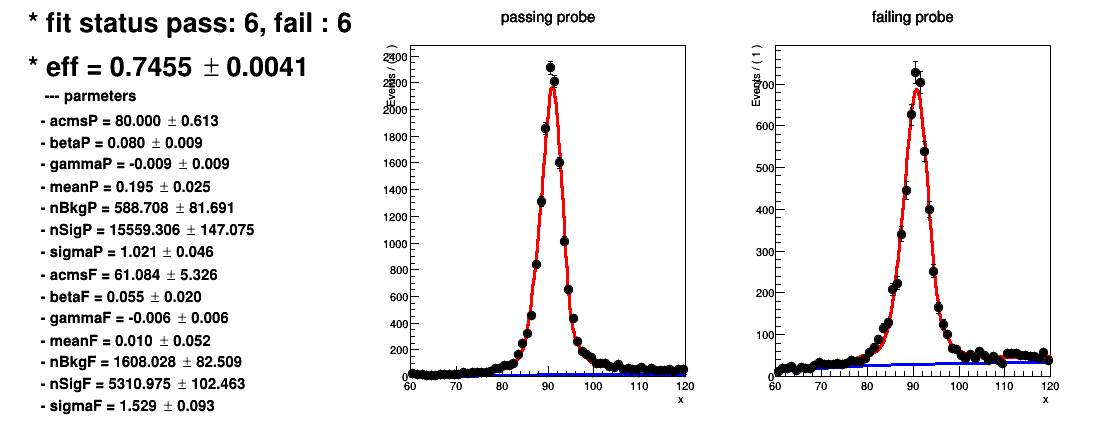 * fit status pass: 6, fail : 6
* eff = 0.7455 ± 0.0041
--- parmeters
- acmsP = 80.000 ± 0.613
- betaP = 0.080 ± 0.009
- gammaP = -0.009 ± 0.009
- meanP = 0.195 ± 0.025
- nBkgP = 588.708 ± 81.691
- nSigP = 15559.306 ± 147.075
- sigmaP = 1.021 ± 0.046
- acmsF = 61.084 ± 5.326
- betaF = 0.055 ± 0.020
- gammaF = -0.006 ± 0.006
- meanF = 0.010 ± 0.052
- nBkgF = 1608.028 ± 82.509
- nSigF = 5310.975 ± 102.463
- sigmaF = 1.529 ± 0.093
passing probe
Events / ( 1 )
2400
2200
2000
1800
1600
1400
1200
1000
800
600
400
200
0
60 70 80 90 100 110 120
x
failing probe
Events / ( 1 )
700
600
500
400
300
200
100
0
60 70 80 90 100 110 120
x